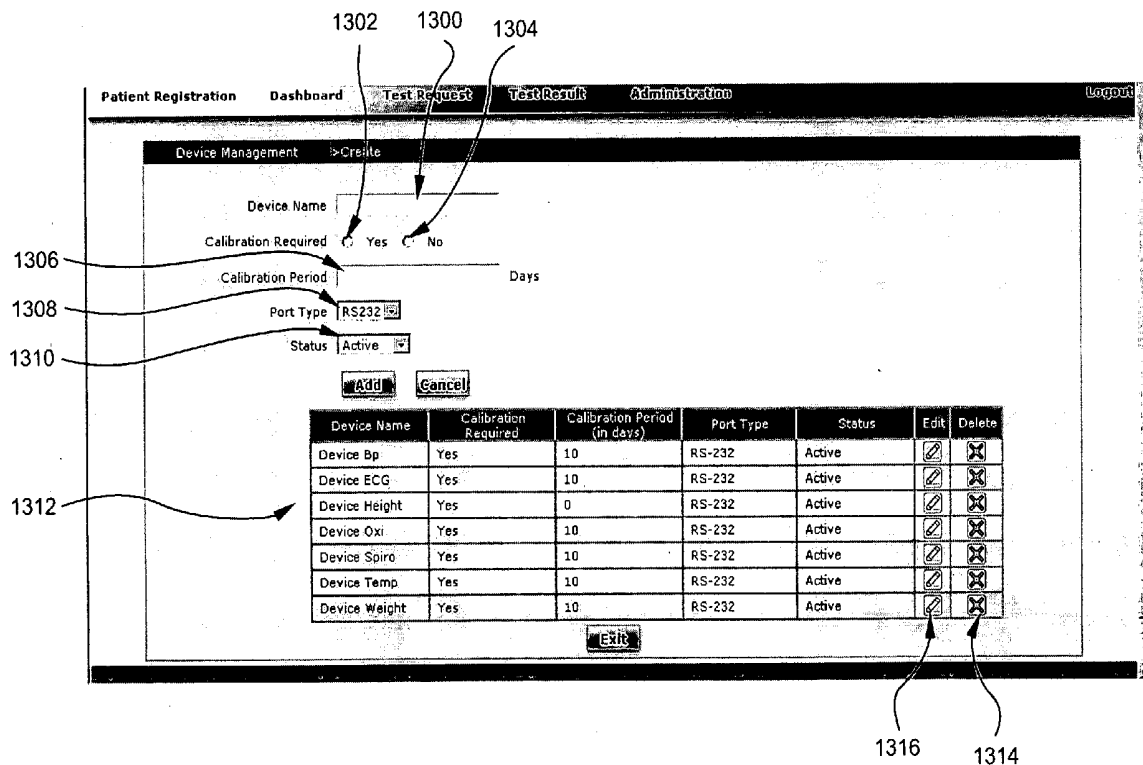 1302 1300 1304
Patient Registration Dashboard Test Request Test Result Administration Logout
Device Management >Create
Device Name
Calibration Required Yes No
1306
Calibration Period Days
1308
Port Type RS232
1310
Status Active
Add Cancel
Device Name Calibration Required Calibration Period (in days) Port Type Status Edit Delete
Device Bp Yes 10 RS-232 Active
Device ECG Yes 10 RS-232 Active
1312
Device Height Yes 0 RS-232 Active
Device Oxi Yes 10 RS-232 Active
Device Spiro Yes 10 RS-232 Active
Device Temp Yes 10 RS-232 Active
Device Weight Yes 10 RS-232 Active
Exit
1316 1314